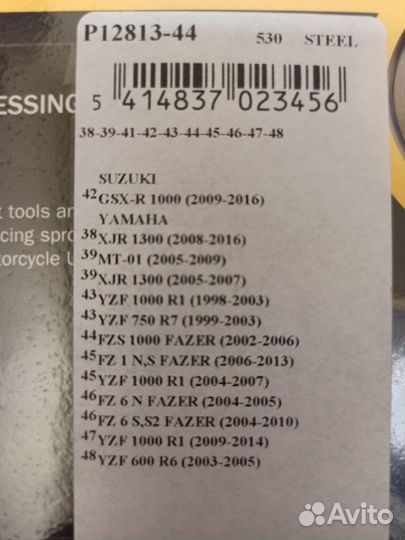 P12813-44 530 STEEL
ESSING
5 414837 023456
38-39-41-42-43-44-45-46-47-48
SUZUKI
42 GSX-R 1000 (2009-2016)
YAMAHA
38 XJR 1300 (2008-2016)
39 MT-01 (2005-2009)
39 XJR 1300 (2005-2007)
43 YZF 1000 R1 (1998-2003)
43 YZF 750 R7 (1999-2003)
44 FZS 1000 FAZER (2002-2006)
45 FZ 1 N,S FAZER (2006-2013)
45 YZF 1000 R1 (2004-2007)
46 FZ 6 N FAZER (2004-2005)
46 FZ 6 S,S2 FAZER (2004-2010)
47 YZF 1000 R1 (2009-2014)
48 YZF 600 R6 (2003-2005)
t tools an
cing spro
torcycle U
Avito